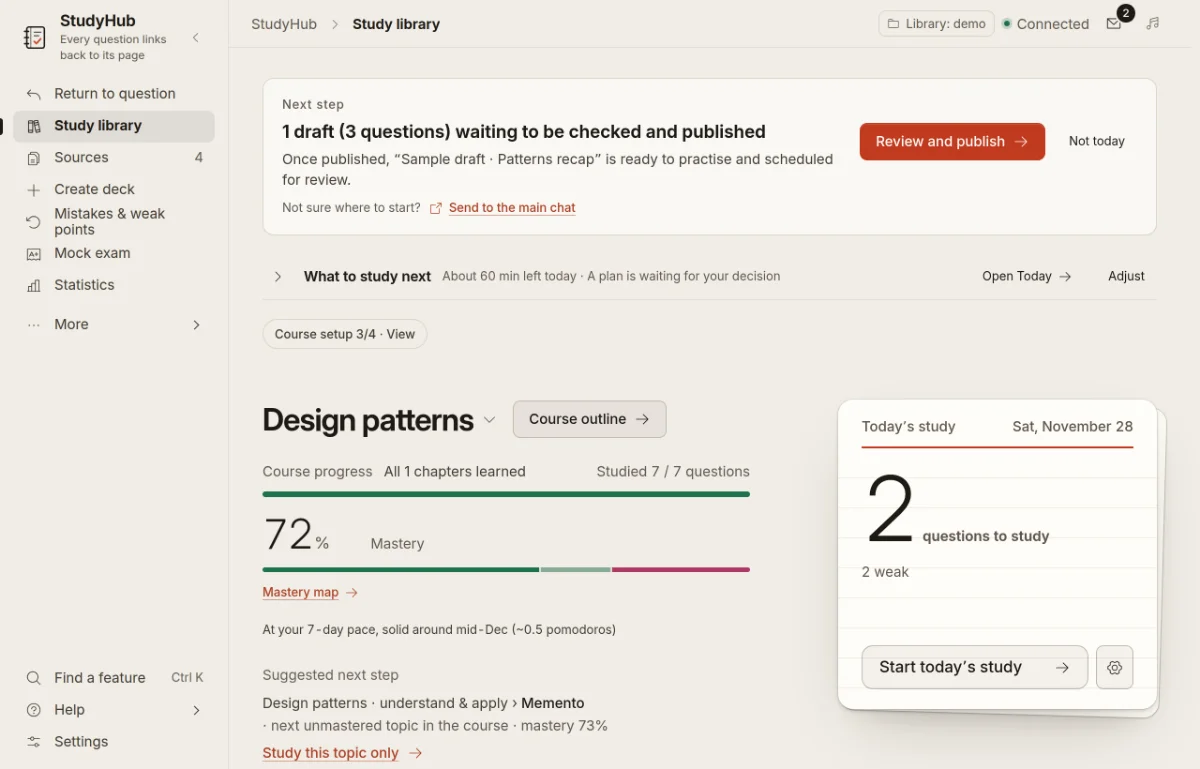 StudyHub
Every question links
back to its page
Return to question
Study library
Sources 4
Create deck
Mistakes & weak
points
Mock exam
Statistics
More
Find a feature Ctrl K
Help
Settings
StudyHub Study library
Library: demo Connected 2
Next step
1 draft (3 questions) waiting to be checked and published
Once published, “Sample draft · Patterns recap” is ready to practise and scheduled
for review.
Not sure where to start? Send to the main chat
Review and publish Not today
What to study next About 60 min left today · A plan is waiting for your decision Open Today Adjust
Course setup 3/4 · View
Design patterns Course outline
Course progress All 1 chapters learned Studied 7 / 7 questions
72% Mastery
Mastery map
At your 7-day pace, solid around mid-Dec (~0.5 pomodoros)
Suggested next step
Design patterns · understand & apply › Memento
· next unmastered topic in the course · mastery 73%
Study this topic only
Today’s study Sat, November 28
2 questions to study
2 weak
Start today’s study